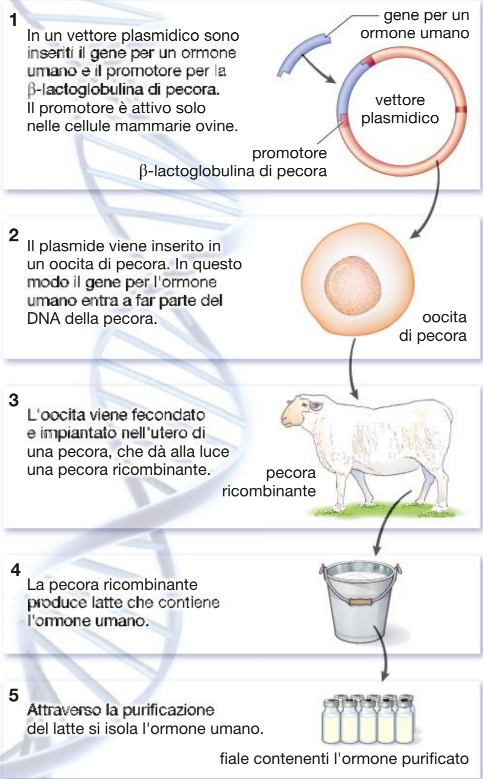 1
In un vettore plasmidico sono
inseriti il gene per un ormone
umano e il promotore per la
β-lactoglobulina di pecora.
Il promotore è attivo solo
nelle cellule mammarie ovine.
gene per un
ormone umano
vettore
plasmidico
promotore
β-lactoglobulina di pecora
2
Il plasmide viene inserito in
un oocita di pecora. In questo
modo il gene per l'ormone
umano entra a far parte del
DNA della pecora.
oocita
di pecora
3
L'oocita viene fecondato
e impiantato nell'utero di
una pecora, che dà alla luce
una pecora ricombinante.
pecora
ricombinante
4
La pecora ricombinante
produce latte che contiene
l'ormone umano.
5
Attraverso la purificazione
del latte si isola l'ormone umano.
fiale contenenti l'ormone purificato